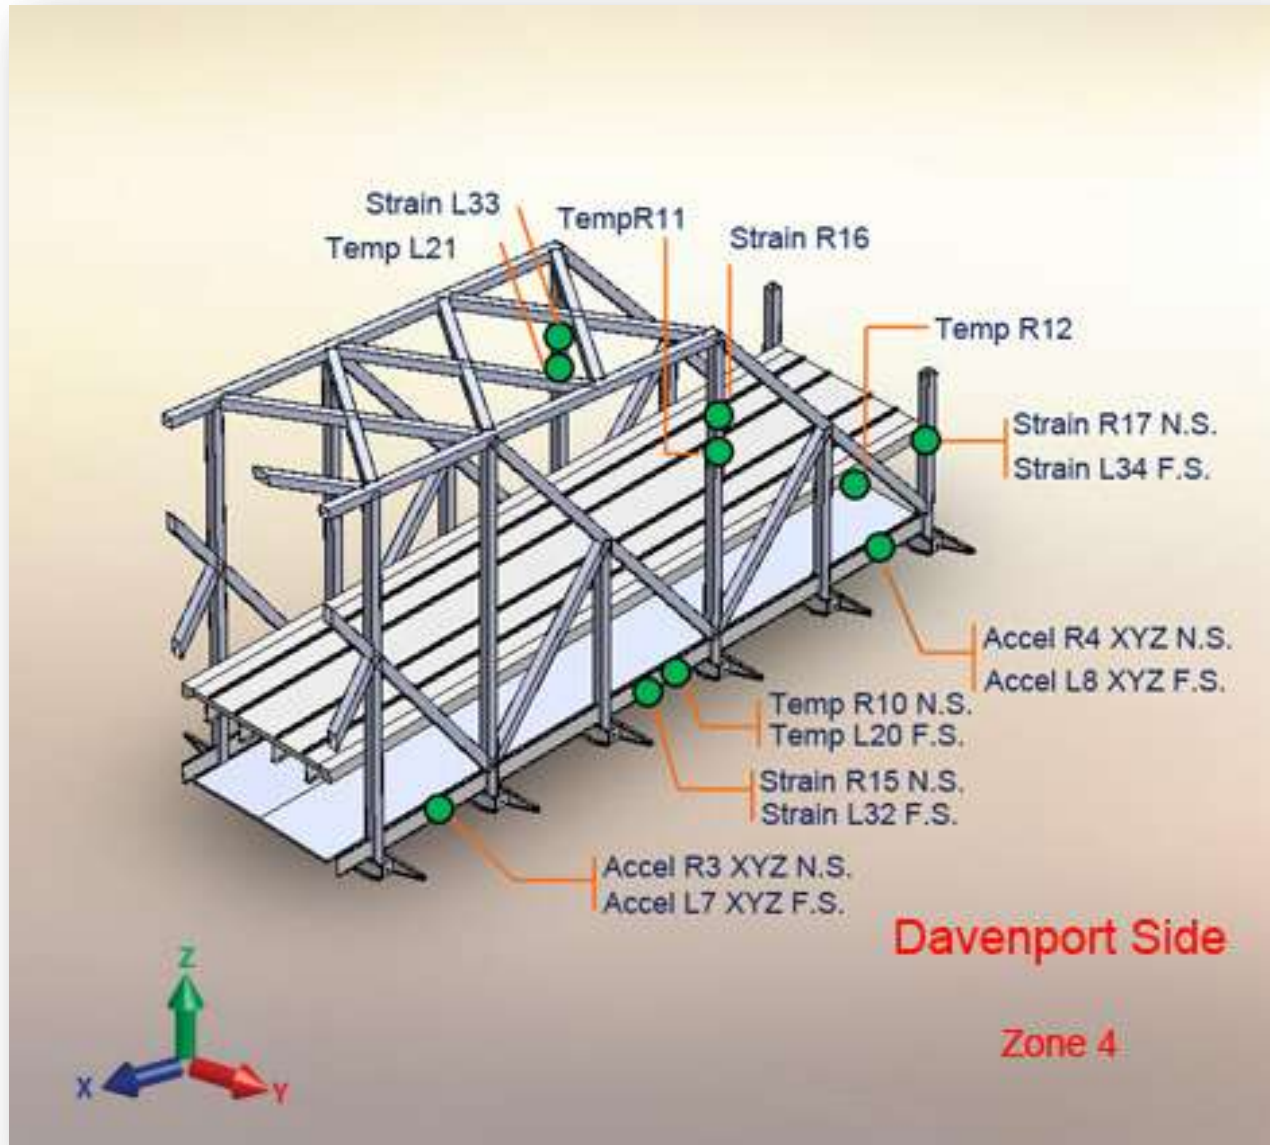 Strain L33
Temp L21
TempR11
Strain R16
Temp R12
Strain R17 N.S.
Strain L34 F.S.
Accel R4 XYZ N.S.
Accel L8 XYZ F.S.
Temp R10 N.S.
Temp L20 F.S.
Strain R15 N.S.
Strain L32 F.S.
Accel R3 XYZ N.S.
Accel L7 XYZ F.S.
Davenport Side
Zone 4
Z
X
Y